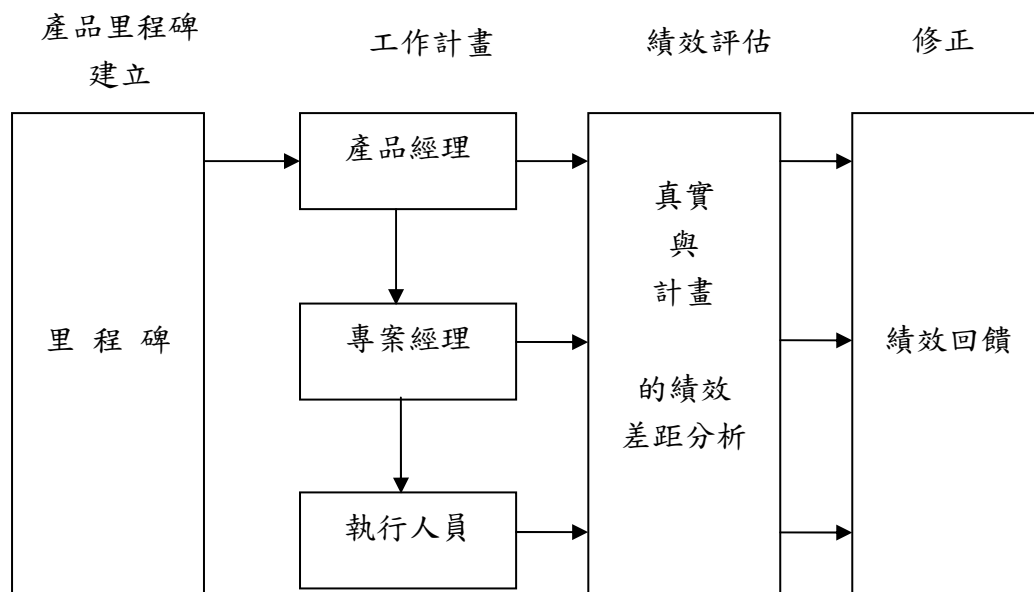 產品里程碑
建立
工作計畫
績效評估
修正
里 程 碑
產品經理
專案經理
執行人員
真實
與
計畫
的績效
差距分析
績效回饋